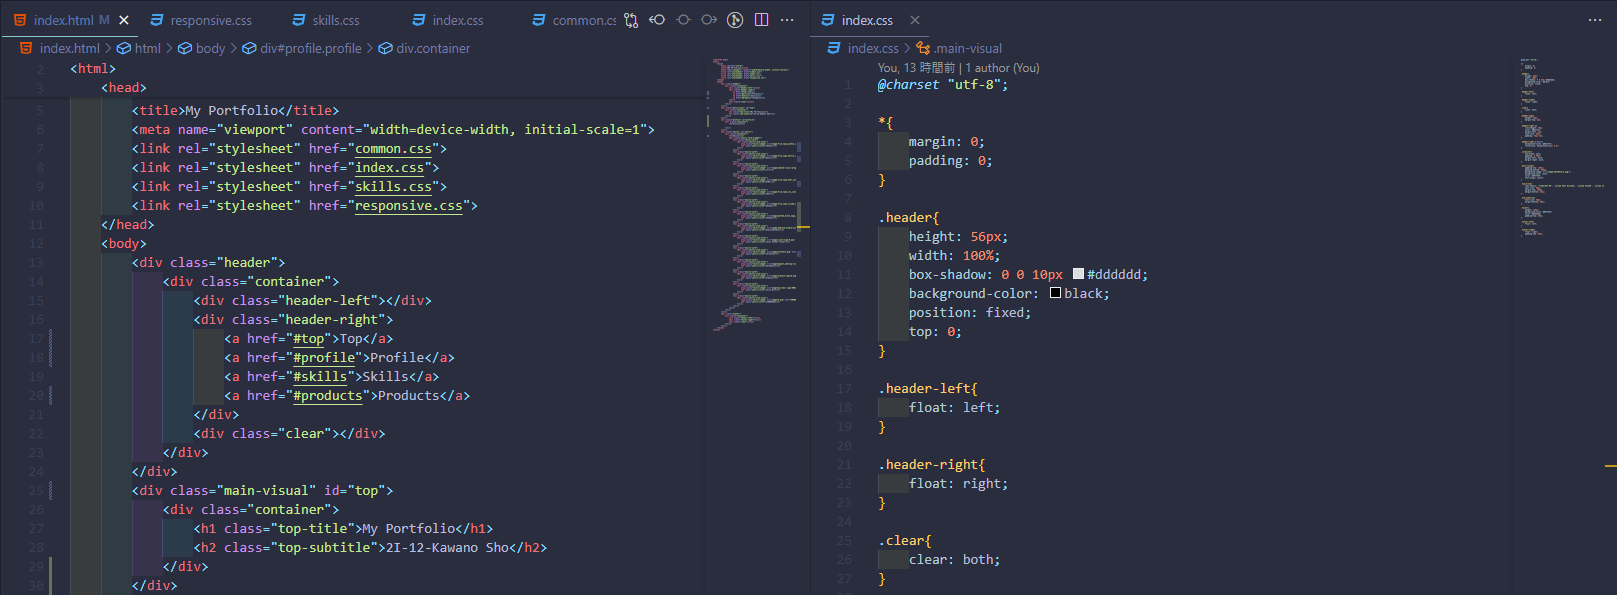 index.html M
responsive.css
skills.css
index.css
common.cs
index.html > html > body > div#profile.profile > div.container
2 <html>
3 <head>
5 <title>My Portfolio</title>
6 <meta name="viewport" content="width=device-width, initial-scale=1">
7 <link rel="stylesheet" href="common.css">
8 <link rel="stylesheet" href="index.css">
9 <link rel="stylesheet" href="skills.css">
10 <link rel="stylesheet" href="responsive.css">
11 </head>
12 <body>
13 <div class="header">
14 <div class="container">
15 <div class="header-left"></div>
16 <div class="header-right">
17 <a href="#top">Top</a>
18 <a href="#profile">Profile</a>
19 <a href="#skills">Skills</a>
20 <a href="#products">Products</a>
21 </div>
22 <div class="clear"></div>
23 </div>
24 </div>
25 <div class="main-visual" id="top">
26 <div class="container">
27 <h1 class="top-title">My Portfolio</h1>
28 <h2 class="top-subtitle">2I-12-Kawano Sho</h2>
29 </div>
30 </div>
index.css
index.css > .main-visual
You, 13 時間前 | 1 author (You)
1 @charset "utf-8";
2
3 *{
4 margin: 0;
5 padding: 0;
6 }
7
8 .header{
9 height: 56px;
10 width: 100%;
11 box-shadow: 0 0 10px #dddddd;
12 background-color: black;
13 position: fixed;
14 top: 0;
15 }
16
17 .header-left{
18 float: left;
19 }
20
21 .header-right{
22 float: right;
23 }
24
25 .clear{
26 clear: both;
27 }